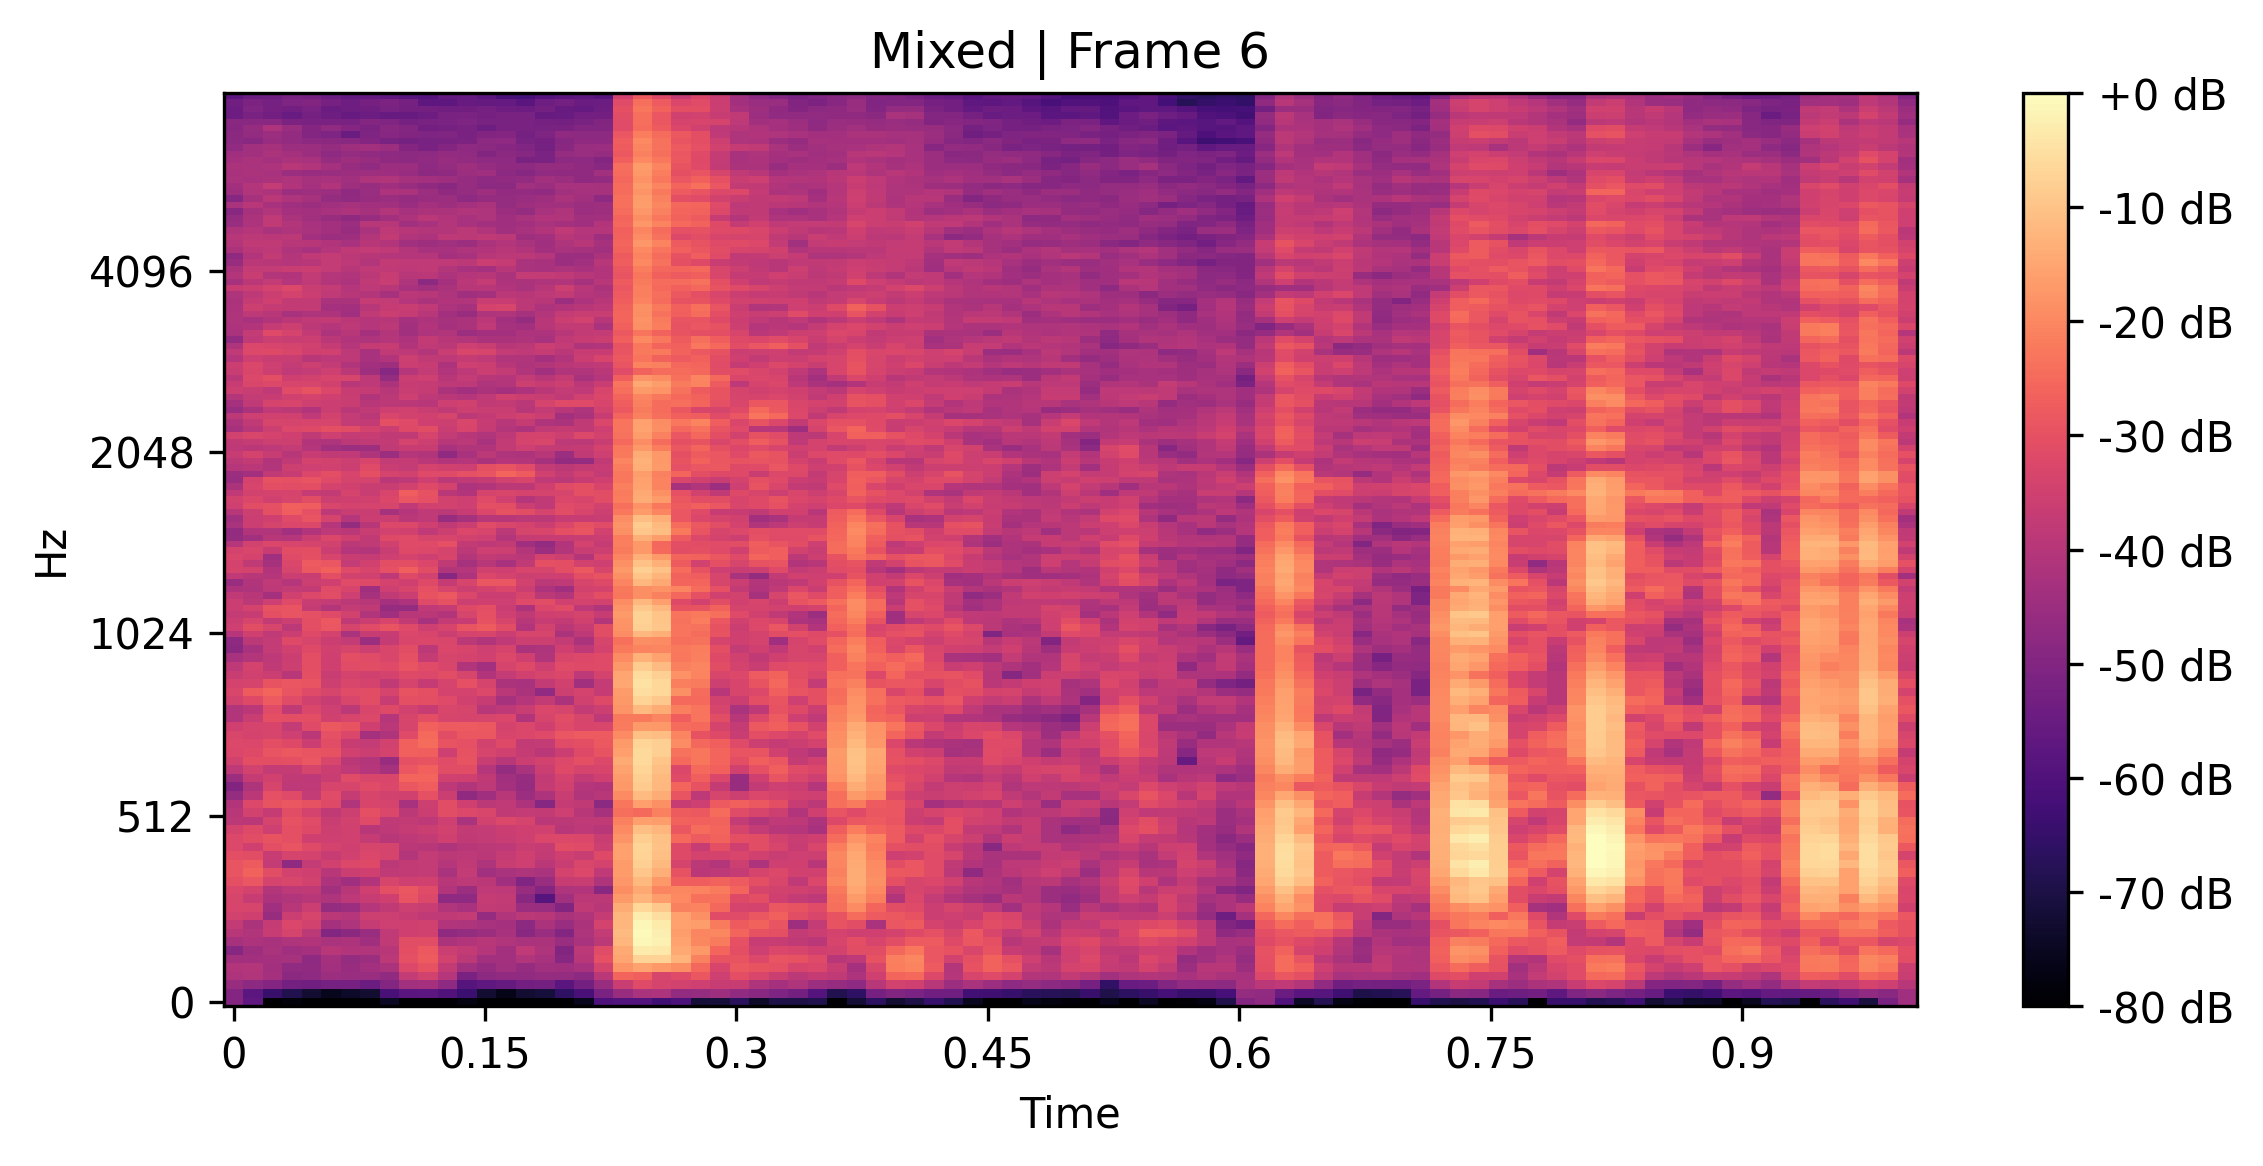 Mixed | Frame 6
Hz
4096
2048
1024
512
0
0 0.15 0.3 0.45 0.6 0.75 0.9
Time
+0 dB
-10 dB
-20 dB
-30 dB
-40 dB
-50 dB
-60 dB
-70 dB
-80 dB